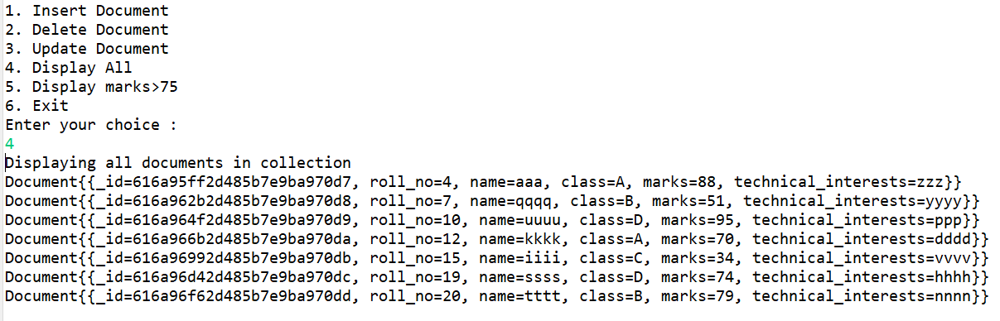 1. Insert Document
2. Delete Document
3. Update Document
4. Display All
5. Display marks>75
6. Exit
Enter your choice :
4
Displaying all documents in collection
Document{{_id=616a95ff2d485b7e9ba970d7, roll_no=4, name=aaa, class=A, marks=88, technical_interests=zzz}}
Document{{_id=616a962b2d485b7e9ba970d8, roll_no=7, name=qqqq, class=B, marks=51, technical_interests=yyyy}}
Document{{_id=616a964f2d485b7e9ba970d9, roll_no=10, name=uuuu, class=D, marks=95, technical_interests=ppp}}
Document{{_id=616a966b2d485b7e9ba970da, roll_no=12, name=kkkk, class=A, marks=70, technical_interests=dddd}}
Document{{_id=616a96992d485b7e9ba970db, roll_no=15, name=iiii, class=C, marks=34, technical_interests=vvvv}}
Document{{_id=616a96d42d485b7e9ba970dc, roll_no=19, name=ssss, class=D, marks=74, technical_interests=hhhh}}
Document{{_id=616a96f62d485b7e9ba970dd, roll_no=20, name=tttt, class=B, marks=79, technical_interests=nnnn}}